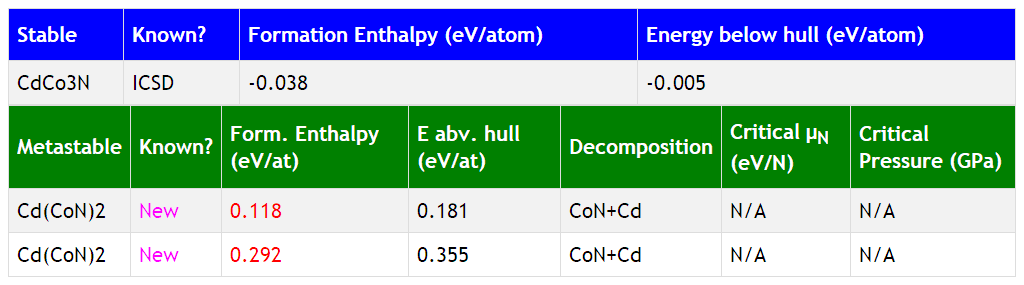 Stable Known? Formation Enthalpy (eV/atom) Energy below hull (eV/atom)
CdCo3N ICSD -0.038 -0.005
Metastable Known? Form. Enthalpy (eV/at) E abv. hull (eV/at) Decomposition Critical μN (eV/N) Critical Pressure (GPa)
Cd(CoN)2 New 0.118 0.181 CoN+Cd N/A N/A
Cd(CoN)2 New 0.292 0.355 CoN+Cd N/A N/A